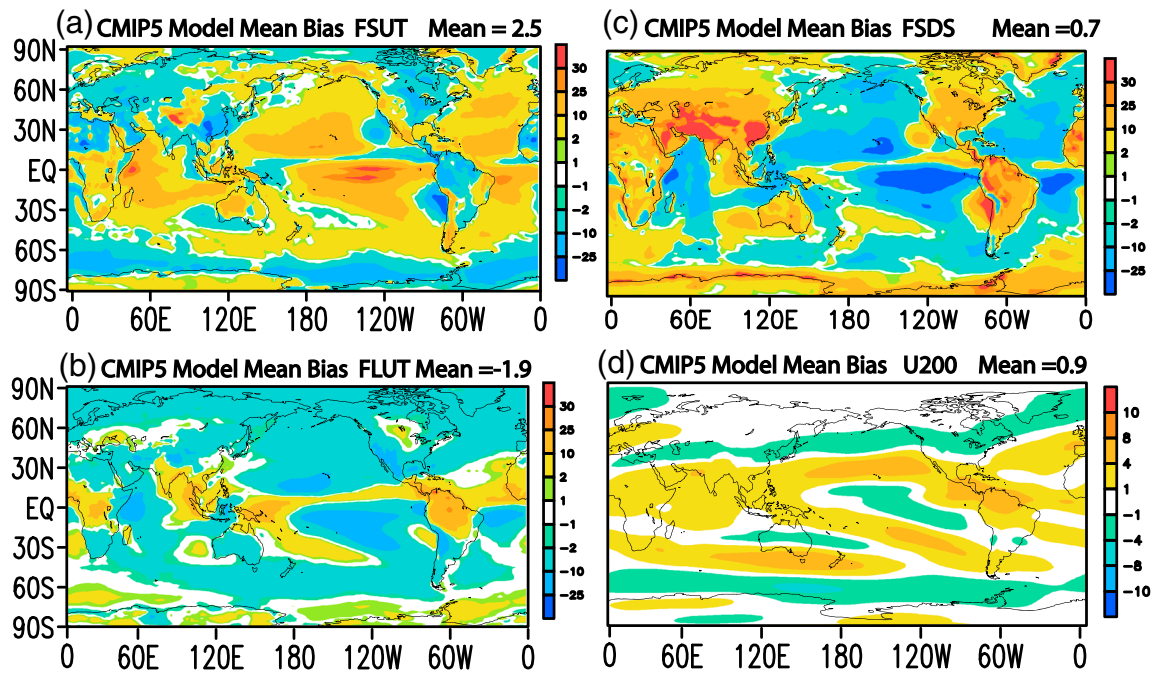 (a) CMIP5 Model Mean Bias FSUT Mean = 2.5
90N
60N
30N
EQ
30S
60S
90S
0 60E 120E 180 120W 60W 0
30
25
10
2
1
−1
−2
−10
−25
(c) CMIP5 Model Mean Bias FSDS Mean =0.7
0 60E 120E 180 120W 60W 0
30
25
10
2
1
−1
−2
−10
−25
(b) CMIP5 Model Mean Bias FLUT Mean =-1.9
90N
60N
30N
EQ
30S
60S
90S
0 60E 120E 180 120W 60W 0
30
25
10
2
1
−1
−2
−10
−25
(d) CMIP5 Model Mean Bias U200 Mean =0.9
0 60E 120E 180 120W 60W 0
10
8
4
1
−1
−4
−8
−10